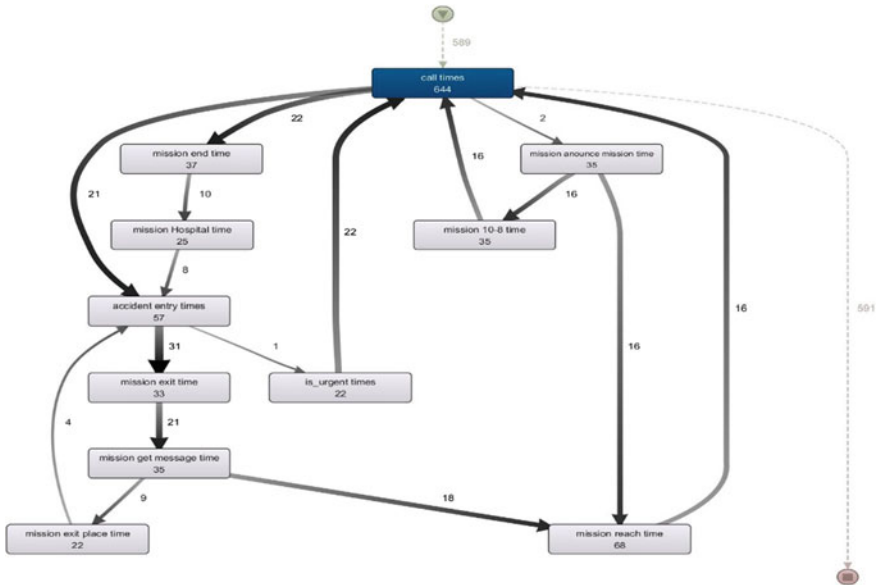 569
call times
644
22
2
mission end time
37
mission anounce mission time
35
16
21
10
16
mission Hospital time
25
mission 10-8 time
35
22
8
accident entry times
57
16
591
31
1
16
mission exit time
33
is_urgent times
22
4
21
mission get message time
35
9
18
mission exit place time
22
mission reach time
68